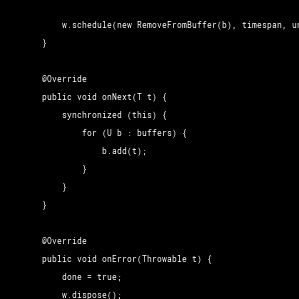 w.schedule(new RemoveFromBuffer(b), timespan,
}
@Override
public void onNext(T t) {
synchronized (this) {
for (U b : buffers) {
b.add(t);
}
}
}
@Override
public void onError(Throwable t) {
done = true;
w.dispose();